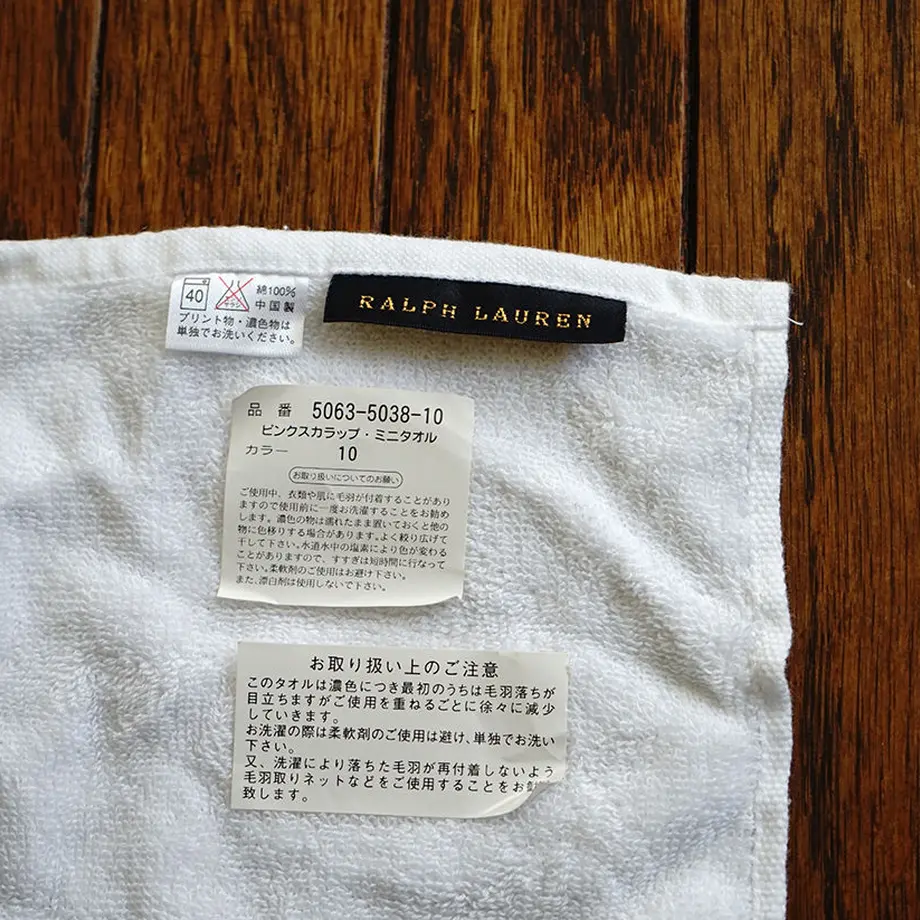 40
エンソ
サラシ
綿100%
中国製
プリント物・濃色物は
単独でお洗いください。
RALPH LAUREN
品 番 5063-5038-10
ピンクスカラップ・ミニタオル
カラー 10
お取り扱いについてのお願い
ご使用中、衣類や肌に毛羽が付着することがあり
ますので使用前に一度お洗濯することをお勧め
します。濃色の物は濡れたまま置いておくと他の
物に色移りする場合があります。よく絞り広げて
干して下さい。水道水中の塩素により色が変わる
ことがありますので、すすぎは短時間に行なって
下さい。柔軟剤のご使用はお避け下さい。
また、漂白剤は使用しないで下さい。
お取り扱い上のご注意
このタオルは濃色につき最初のうちは毛羽落ちが
目立ちますがご使用を重ねるごとに徐々に減少
していきます。
お洗濯の際は柔軟剤のご使用は避け、単独でお洗い
下さい。
又、洗濯により落ちた毛羽が再付着しないよう
毛羽取りネットなどをご使用することをお勧
致します。